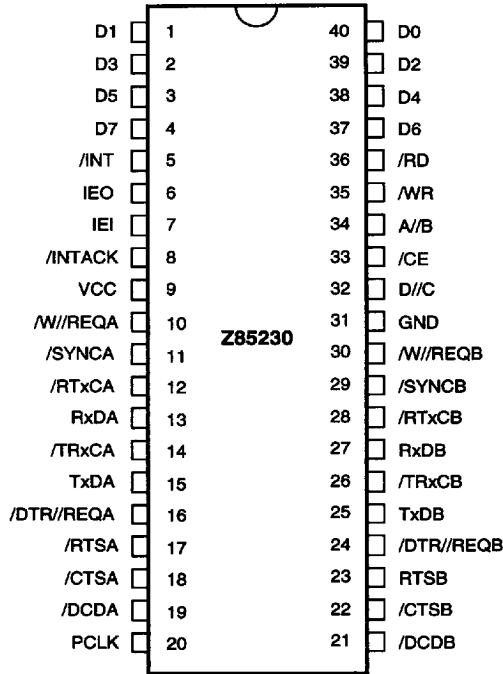 D1 1 40 D0
D3 2 39 D2
D5 3 38 D4
D7 4 37 D6
/INT 5 36 /RD
IEO 6 35 /WR
IEI 7 34 A//B
/INTACK 8 33 /CE
VCC 9 32 D//C
/W//REQA 10 31 GND
Z85230
/SYNCA 11 30 /W//REQB
/RTxCA 12 29 /SYNCB
RxDA 13 28 /RTxCB
/TRxCA 14 27 RxDB
TxDA 15 26 /TRxCB
/DTR//REQA 16 25 TxDB
/RTSA 17 24 /DTR//REQB
/CTSA 18 23 RTSB
/DCDA 19 22 /CTSB
PCLK 20 21 /DCDB